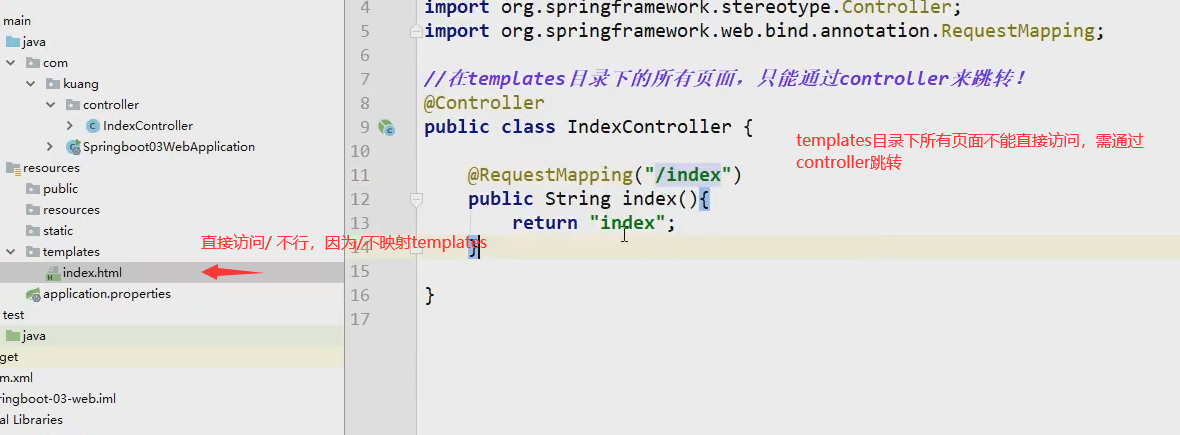 main
java
com
kuang
controller
IndexController
Springboot03WebApplication
resources
public
resources
static
templates
index.html
application.properties
test
java
get
m.xml
ringboot-03-web.iml
al Libraries
直接访问/ 不行，因为/不映射templates
4 import org.springframework.stereotype.Controller;
5 import org.springframework.web.bind.annotation.RequestMapping;
6
7 //在templates目录下的所有页面，只能通过controller来跳转！
8 @Controller
9 public class IndexController {
10
11 @RequestMapping("/index")
12 public String index(){
13 return "index";
14 }
15
16 }
17
templates目录下所有页面不能直接访问，需通过
controller跳转